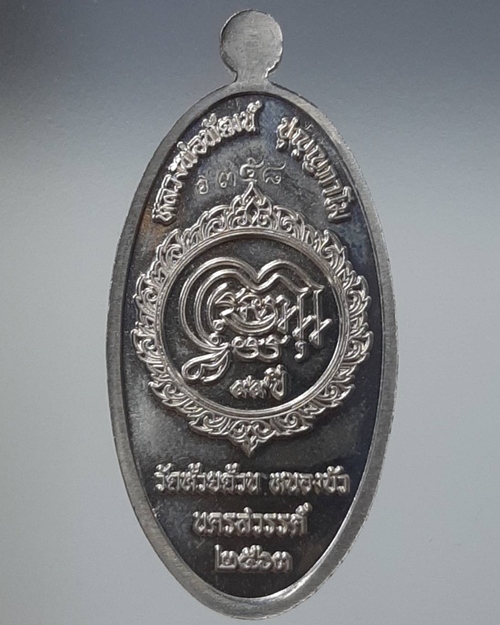 หลวงพ่อพัฒน์ ปุญฺญกาโม
อ ๓๕๘
๙๙ปี
วัดห้วยด้วน หนองบัว
นครสวรรค์
๒๕๖๓